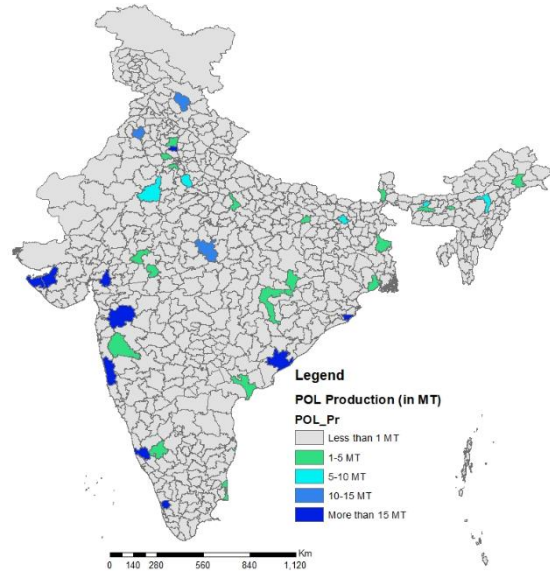 Legend
POL Production (in MT)
POL_Pr
Less than 1 MT
1-5 MT
5-10 MT
10-15 MT
More than 15 MT
Km
0 140 280 560 840 1,120